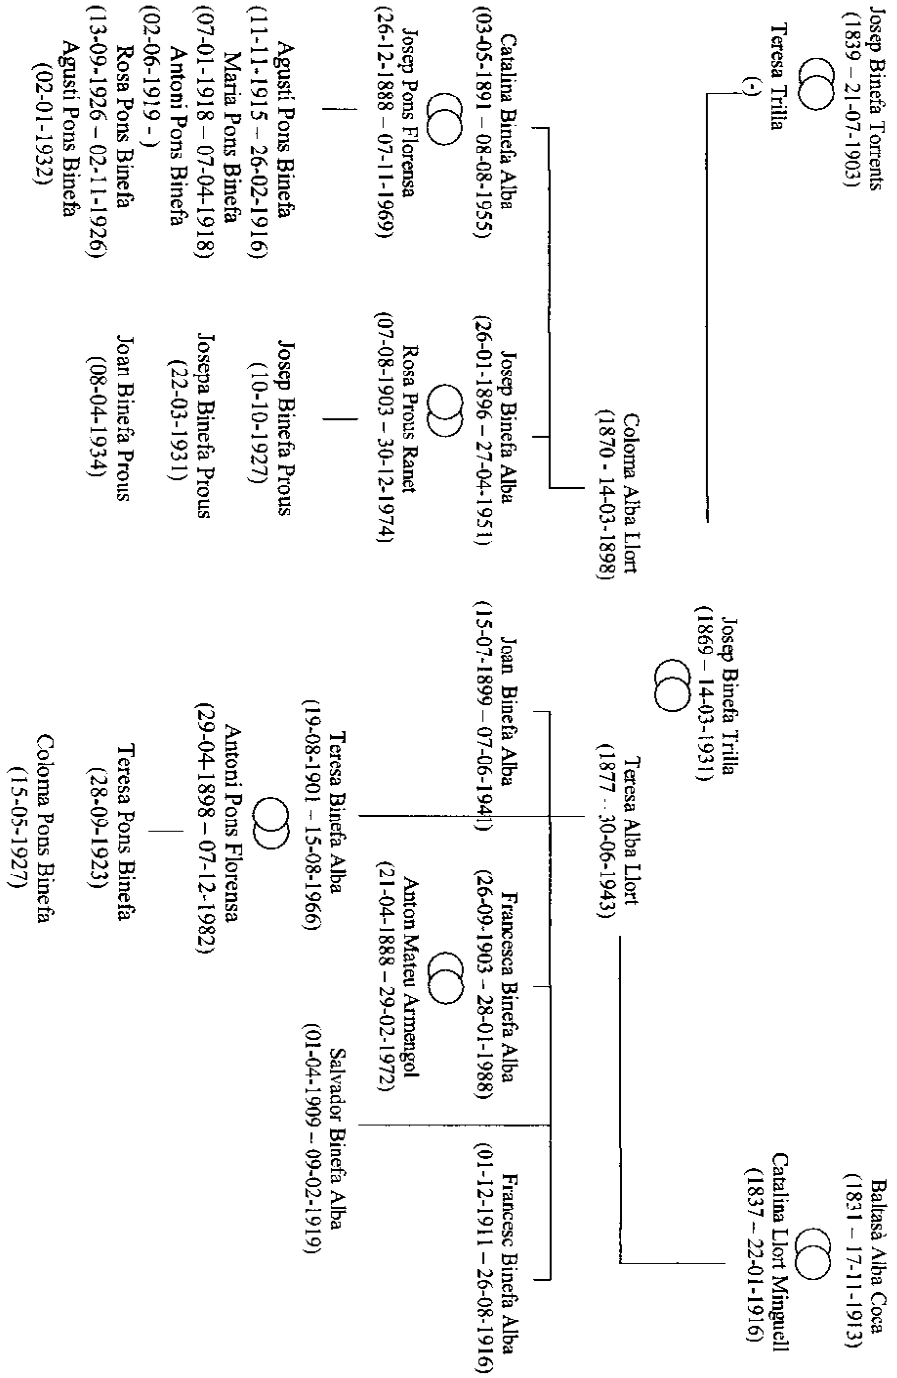 Josep Binefa Torrents
(1839 – 21-07-1903)
Teresa Trilla
(-)
Baltasà Alba Coca
(1831 – 17-11-1913)
Catalina Llort Minguell
(1837 – 22-01-1916)
Josep Binefa Trilla
(1869 – 14-03-1931)
Coloma Alba Llort
(1870 - 14-03-1898)
Teresa Alba Llort
(1877 - 30-06-1943)
Catalina Binefa Alba
(03-05-1891 – 08-08-1955)
Josep Pons Florensa
(26-12-1888 – 07-11-1969)
Agustí Pons Binefa
(11-11-1915 – 26-02-1916)
Maria Pons Binefa
(07-01-1918 – 07-04-1918)
Antoni Pons Binefa
(02-06-1919 - )
Rosa Pons Binefa
(13-09-1926 – 02-11-1926)
Agustí Pons Binefa
(02-01-1932)
Josep Binefa Alba
(26-01-1896 – 27-04-1951)
Rosa Prous Ranet
(07-08-1903 – 30-12-1974)
Josep Binefa Prous
(10-10-1927)
Josepa Binefa Prous
(22-03-1931)
Joan Binefa Prous
(08-04-1934)
Joan Binefa Alba
(15-07-1899 – 07-06-1941)
Teresa Binefa Alba
(19-08-1901 – 15-08-1966)
Antoni Pons Florensa
(29-04-1898 – 07-12-1982)
Teresa Pons Binefa
(28-09-1923)
Coloma Pons Binefa
(15-05-1927)
Francesca Binefa Alba
(26-09-1903 – 28-01-1988)
Anton Mateu Armengol
(21-04-1888 – 29-02-1972)
Salvador Binefa Alba
(01-04-1909 – 09-02-1919)
Francesc Binefa Alba
(01-12-1911 – 26-08-1916)